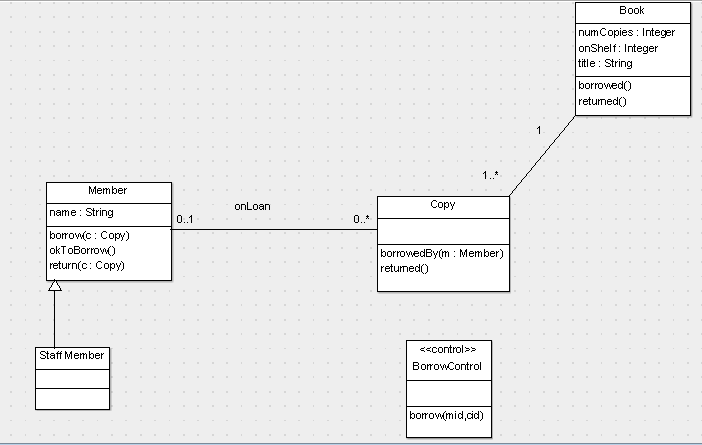 Book
numCopies : Integer
onShelf : Integer
title : String
borrowed()
returned()
1
1..*
Member
name : String
borrow(c : Copy)
okToBorrow()
return(c : Copy)
0..1
onLoan
0..*
Copy
borrowedBy(m : Member)
returned()
Staff Member
<<control>>
BorrowControl
borrow(mid,cid)